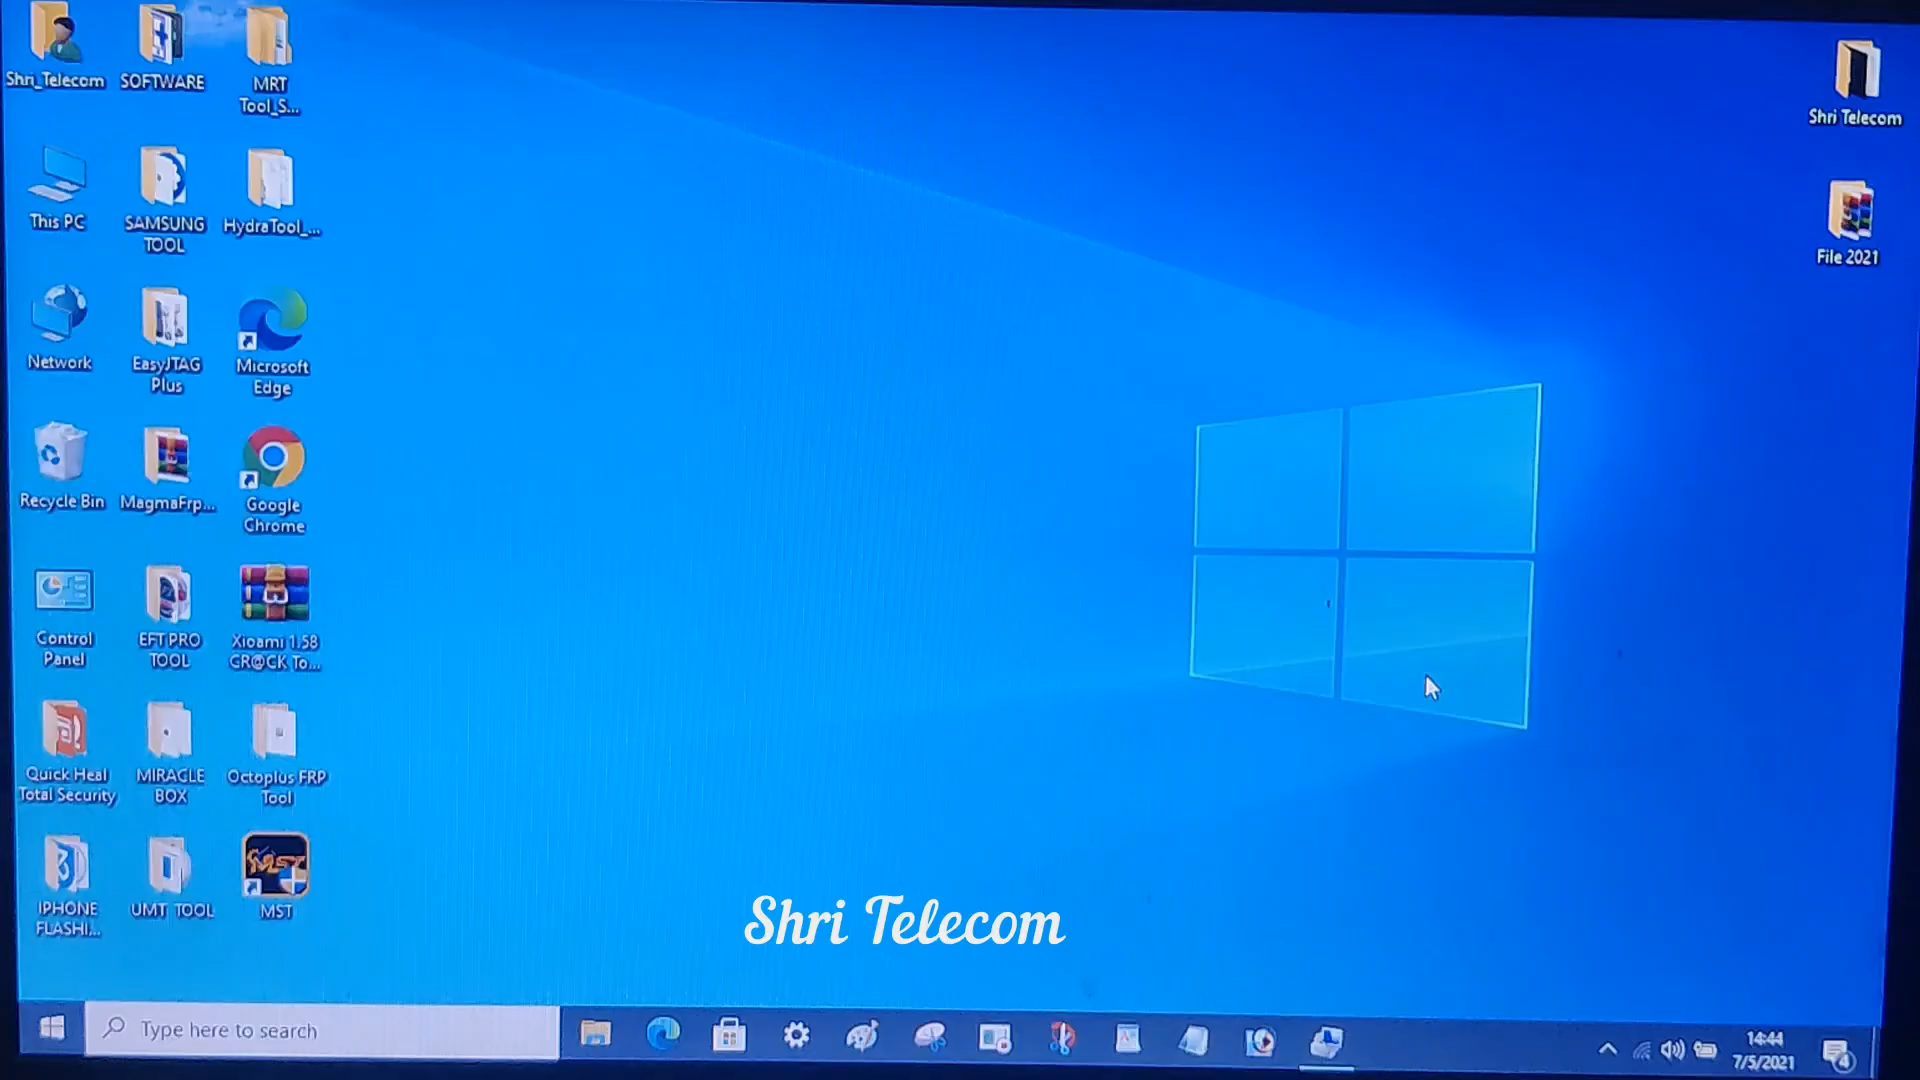 Shri_Telecom
SOFTWARE
MRT
Tool_S...
Shri Telecom
This PC
SAMSUNG
TOOL
HydraTool_...
File 2021
Network
EasyJTAG
Plus
Microsoft
Edge
Recycle Bin
MagmaFrp...
Google
Chrome
Control
Panel
EFT PRO
TOOL
Xioami 1.58
CR@CK To...
Quick Heal
Total Security
MIRACLE
BOX
Octoplus FRP
Tool
IPHONE
FLASHI...
UMT TOOL
MST
MST
Shri Telecom
Type here to search
14:44
7/5/2021
4